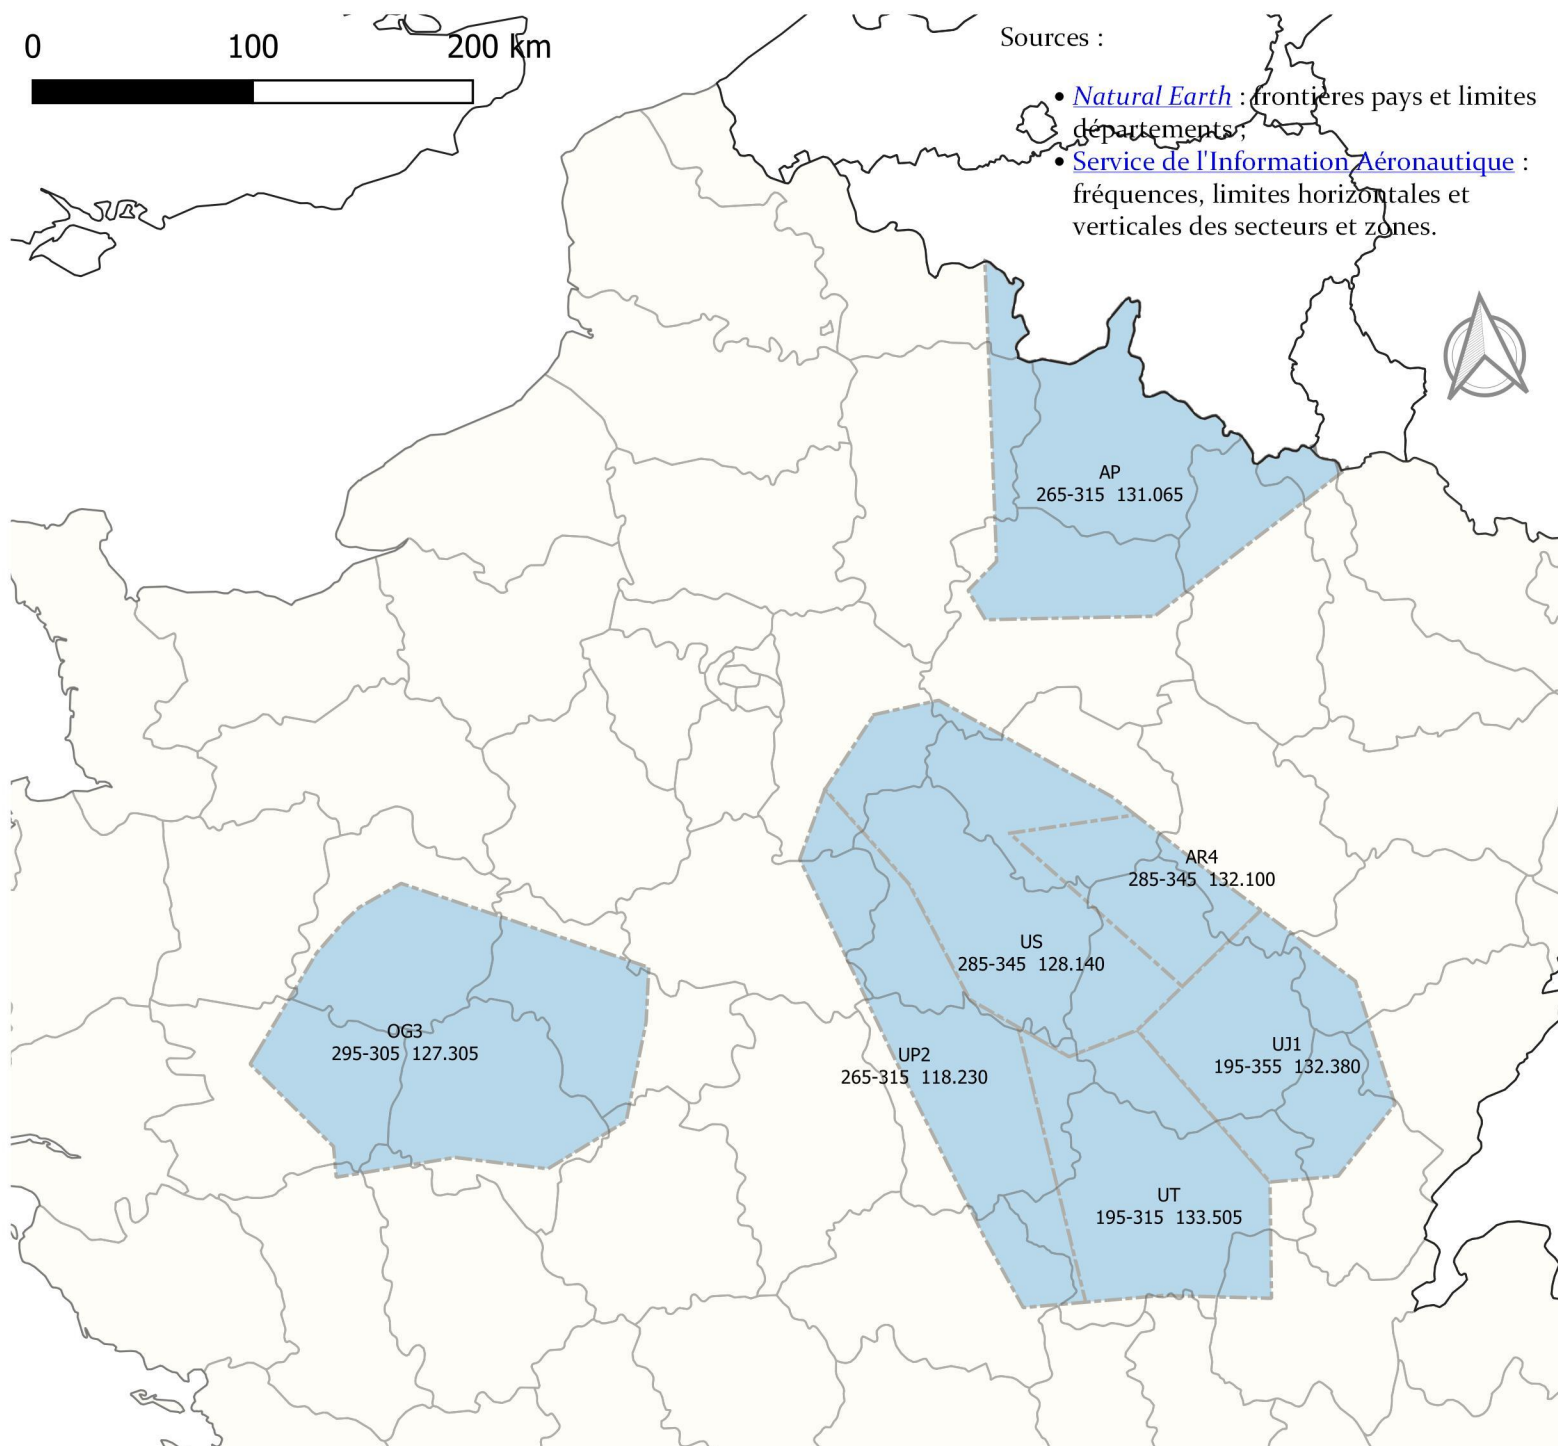 0 100 200 km
Sources :
• Natural Earth : frontières pays et limites
départements ;
• Service de l'Information Aéronautique :
fréquences, limites horizontales et
verticales des secteurs et zones.
AP
265-315 131.065
AR4
285-345 132.100
US
285-345 128.140
OG3
295-305 127.305
UP2
265-315 118.230
UJ1
195-355 132.380
UT
195-315 133.505